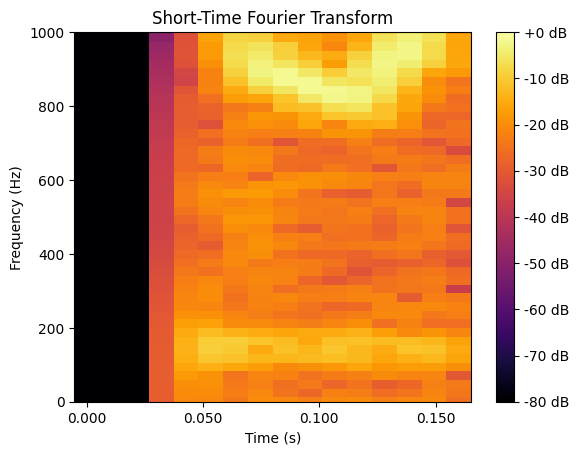 Short-Time Fourier Transform
1000
800
600
400
200
0
Frequency (Hz)
0.000
0.050
0.100
0.150
Time (s)
+0 dB
-10 dB
-20 dB
-30 dB
-40 dB
-50 dB
-60 dB
-70 dB
-80 dB